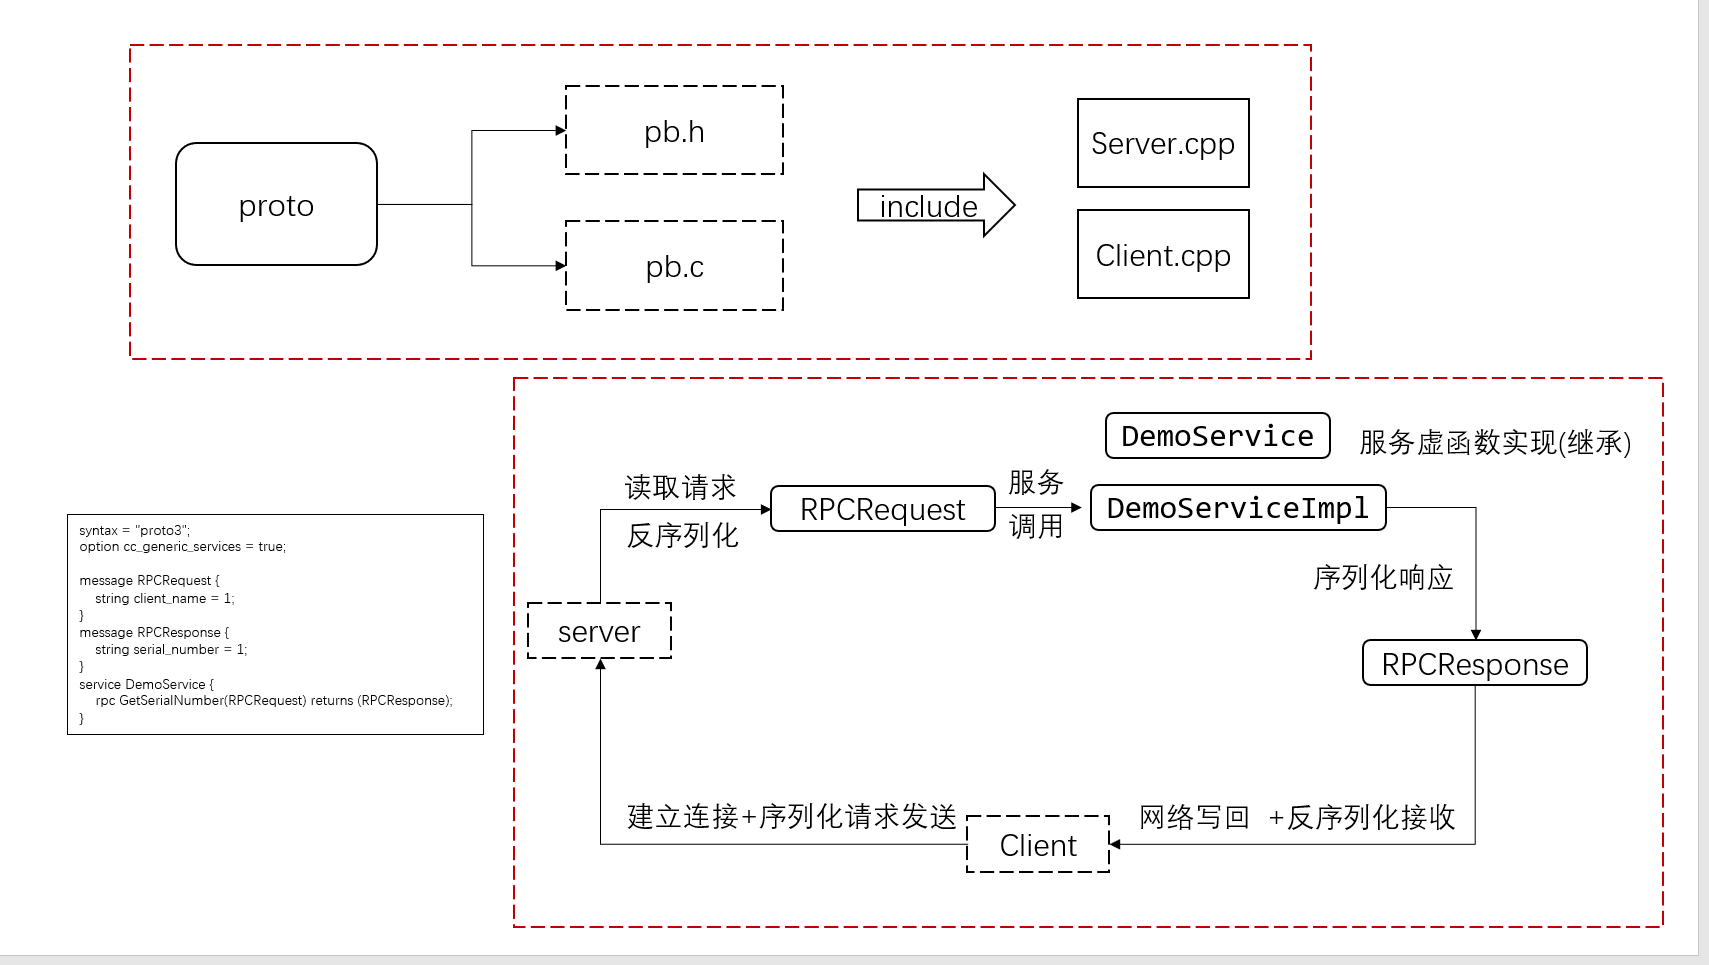 proto
pb.h
pb.c
include
Server.cpp
Client.cpp
syntax = "proto3";
option cc_generic_services = true;
message RPCRequest {
string client_name = 1;
}
message RPCResponse {
string serial_number = 1;
}
service DemoService {
rpc GetSerialNumber(RPCRequest) returns (RPCResponse);
}
DemoService
服务虚函数实现(继承)
读取请求
反序列化
RPCRequest
服务
调用
DemoServiceImpl
序列化响应
server
RPCResponse
建立连接+序列化请求发送
Client
网络写回 +反序列化接收